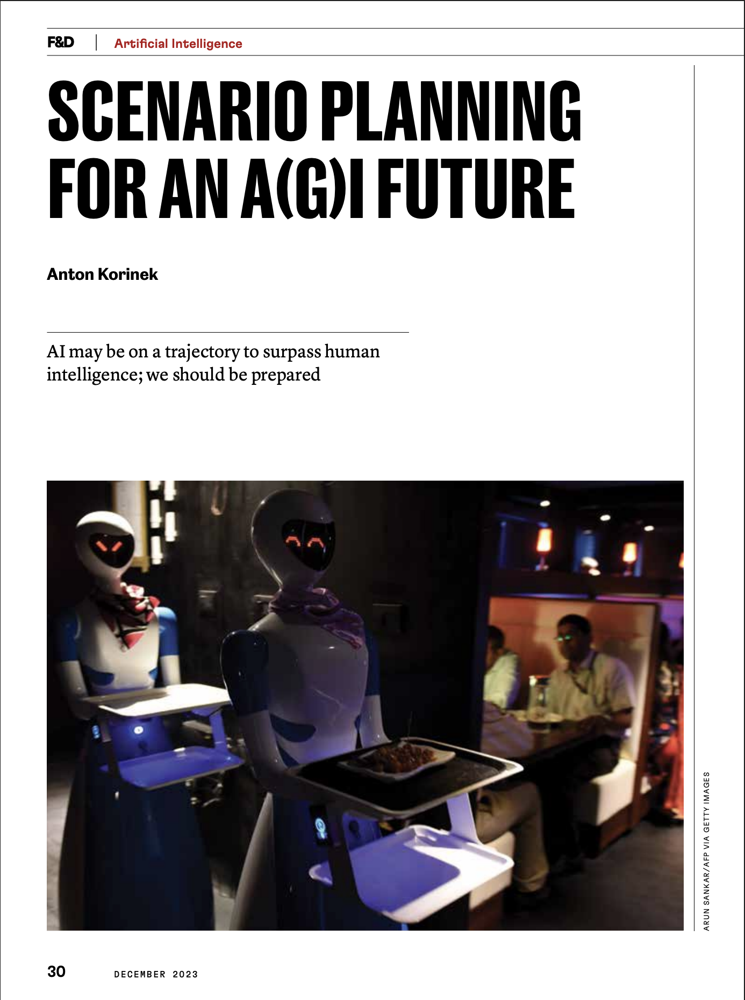 F&D
Artificial Intelligence
SCENARIO PLANNING
FOR AN A(G)I FUTURE
Anton Korinek
AI may be on a trajectory to surpass human
intelligence; we should be prepared
ARUN SANKAR/AFP VIA GETTY IMAGES
30
DECEMBER 2023